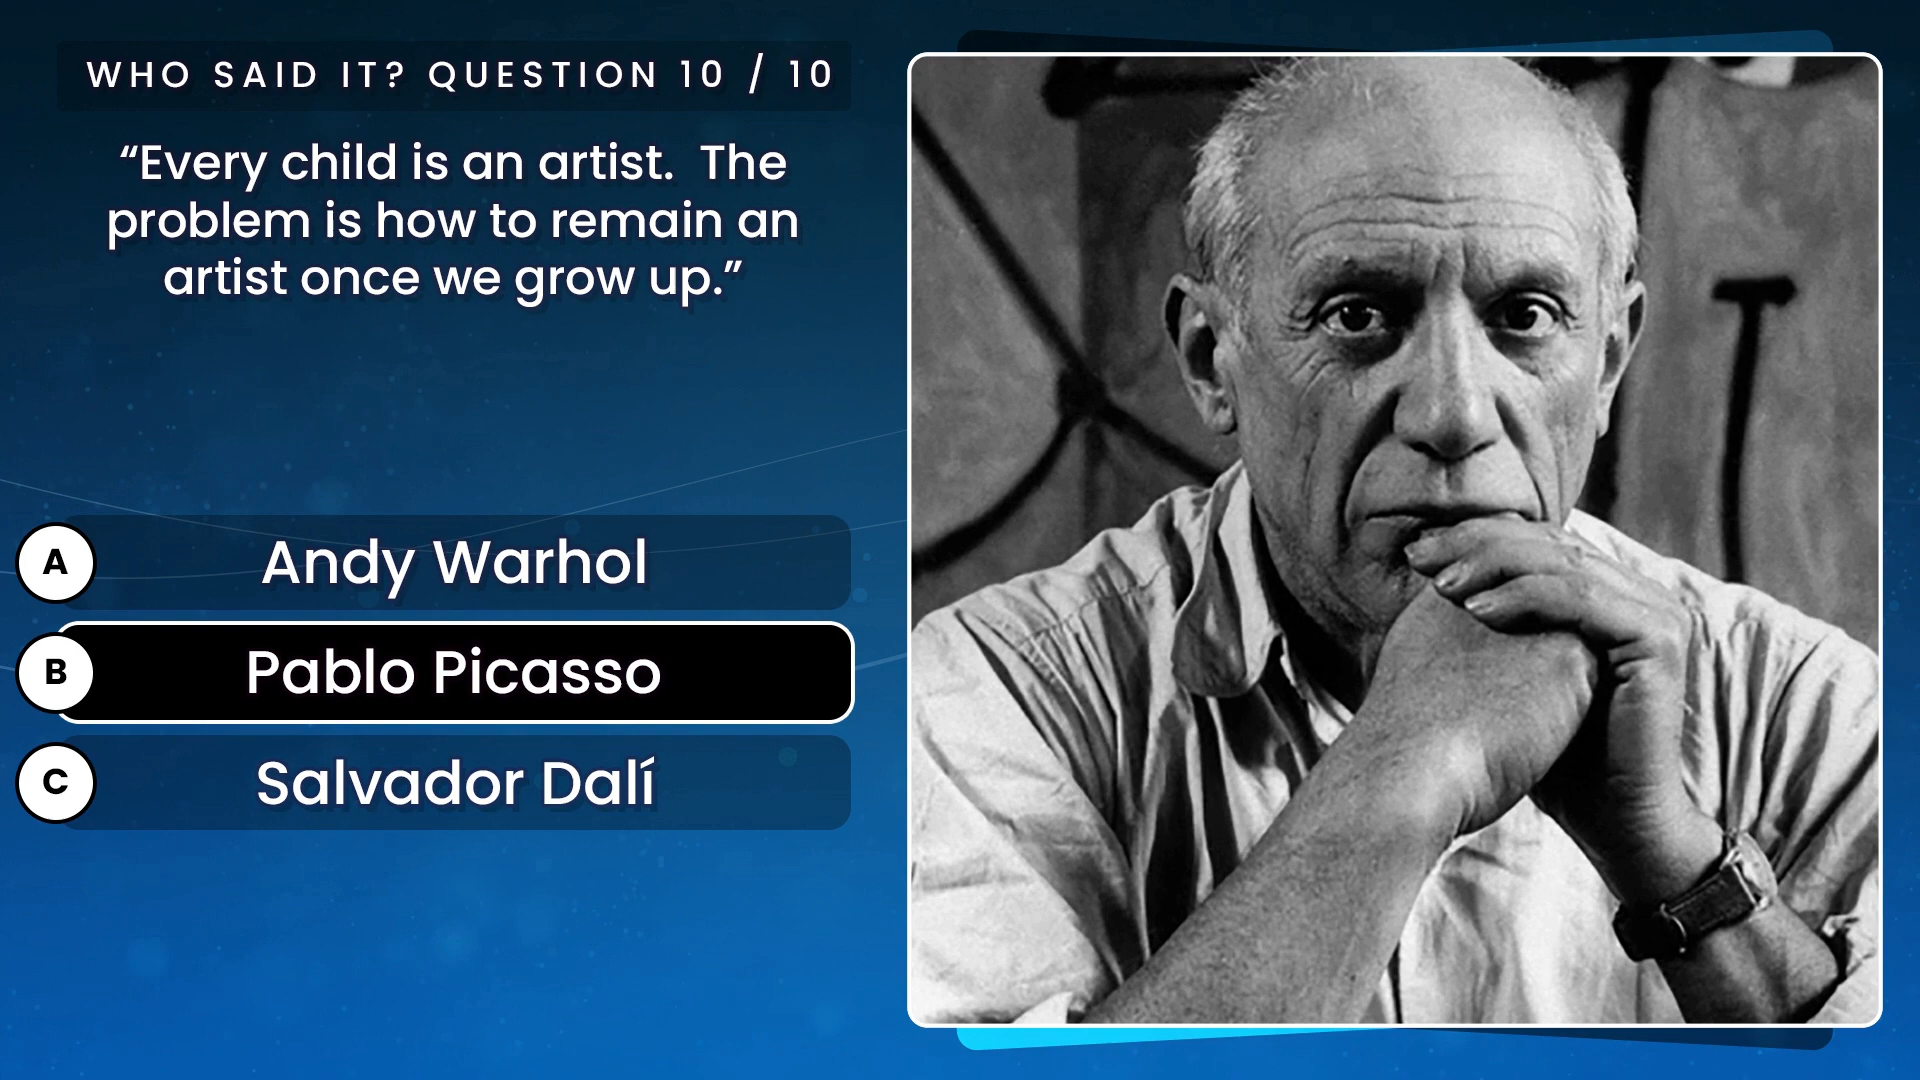 WHO SAID IT? QUESTION 10 / 10
“Every child is an artist.  The
problem is how to remain an
artist once we grow up.”
A Andy Warhol
B Pablo Picasso
C Salvador Dalí